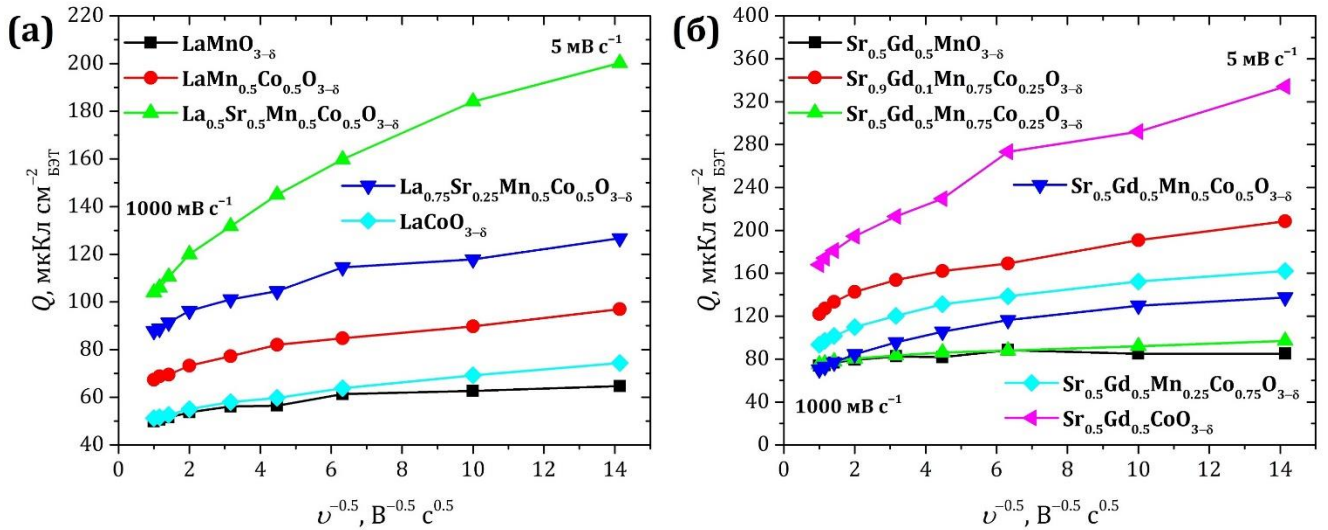 (а)
LaMnO₃₋δ
LaMn₀.₅Co₀.₅O₃₋δ
La₀.₅Sr₀.₅Mn₀.₅Co₀.₅O₃₋δ
5 мВ с⁻¹
1000 мВ с⁻¹
La₀.₇₅Sr₀.₂₅Mn₀.₅Co₀.₅O₃₋δ
LaCoO₃₋δ
Q, мкКл см⁻²БЭТ
220
200
180
160
140
120
100
80
60
40
0 2 4 6 8 10 12 14
υ⁻⁰·⁵, В⁻⁰·⁵ с⁰·⁵
(б)
Sr₀.₅Gd₀.₅MnO₃₋δ
5 мВ с⁻¹
Sr₀.₉Gd₀.₁Mn₀.₇₅Co₀.₂₅O₃₋δ
Sr₀.₅Gd₀.₅Mn₀.₇₅Co₀.₂₅O₃₋δ
Sr₀.₅Gd₀.₅Mn₀.₅Co₀.₅O₃₋δ
Sr₀.₅Gd₀.₅Mn₀.₂₅Co₀.₇₅O₃₋δ
1000 мВ с⁻¹
Sr₀.₅Gd₀.₅CoO₃₋δ
Q, мкКл см⁻²БЭТ
400
360
320
280
240
200
160
120
80
40
0
0 2 4 6 8 10 12 14
υ⁻⁰·⁵, В⁻⁰·⁵ с⁰·⁵